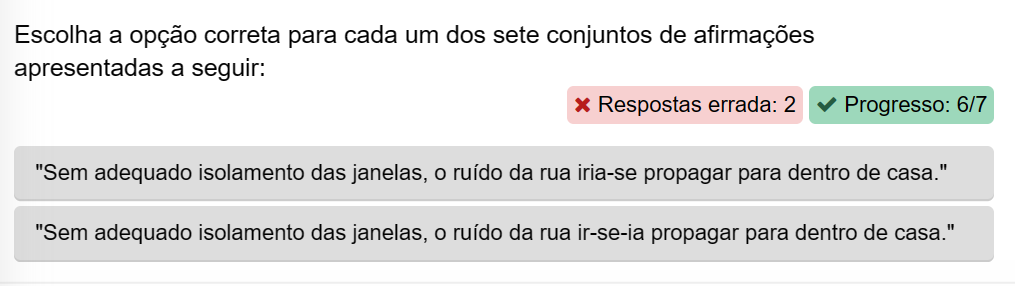 Escolha a opção correta para cada um dos sete conjuntos de afirmações
apresentadas a seguir:
Respostas errada: 2 Progresso: 6/7
"Sem adequado isolamento das janelas, o ruído da rua iria-se propagar para dentro de casa."
"Sem adequado isolamento das janelas, o ruído da rua ir-se-ia propagar para dentro de casa."